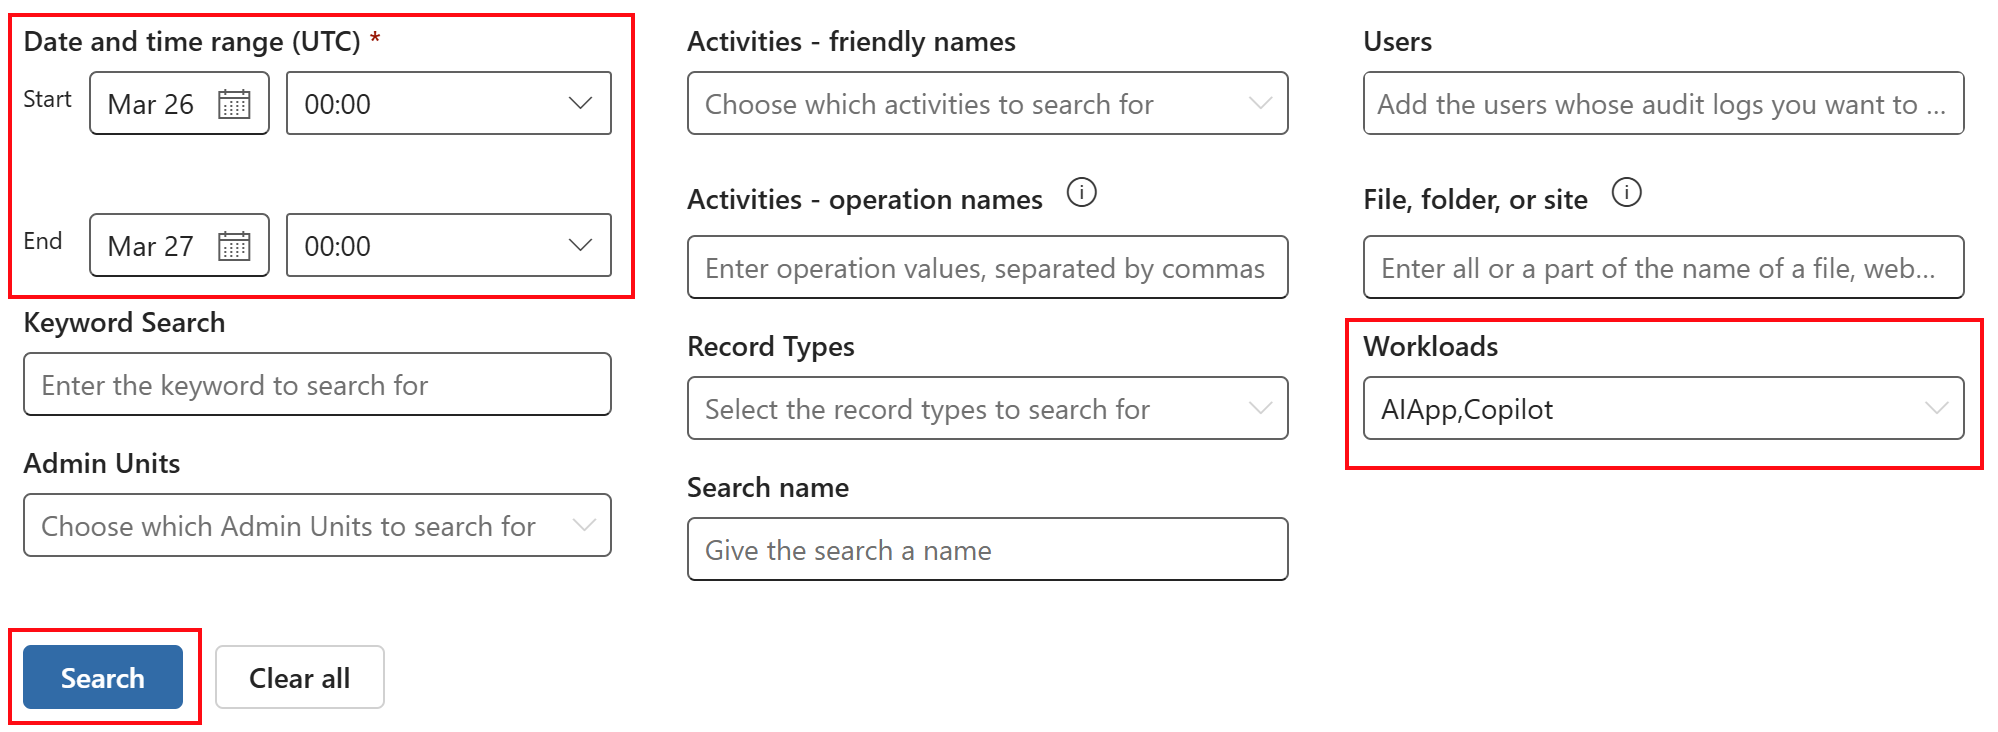 Date and time range (UTC) *
Start
Mar 26
00:00
End
Mar 27
00:00
Keyword Search
Enter the keyword to search for
Admin Units
Choose which Admin Units to search for
Activities - friendly names
Choose which activities to search for
Activities - operation names
Enter operation values, separated by commas
Record Types
Select the record types to search for
Search name
Give the search a name
Users
Add the users whose audit logs you want to ...
File, folder, or site
Enter all or a part of the name of a file, web...
Workloads
AIApp,Copilot
Search
Clear all